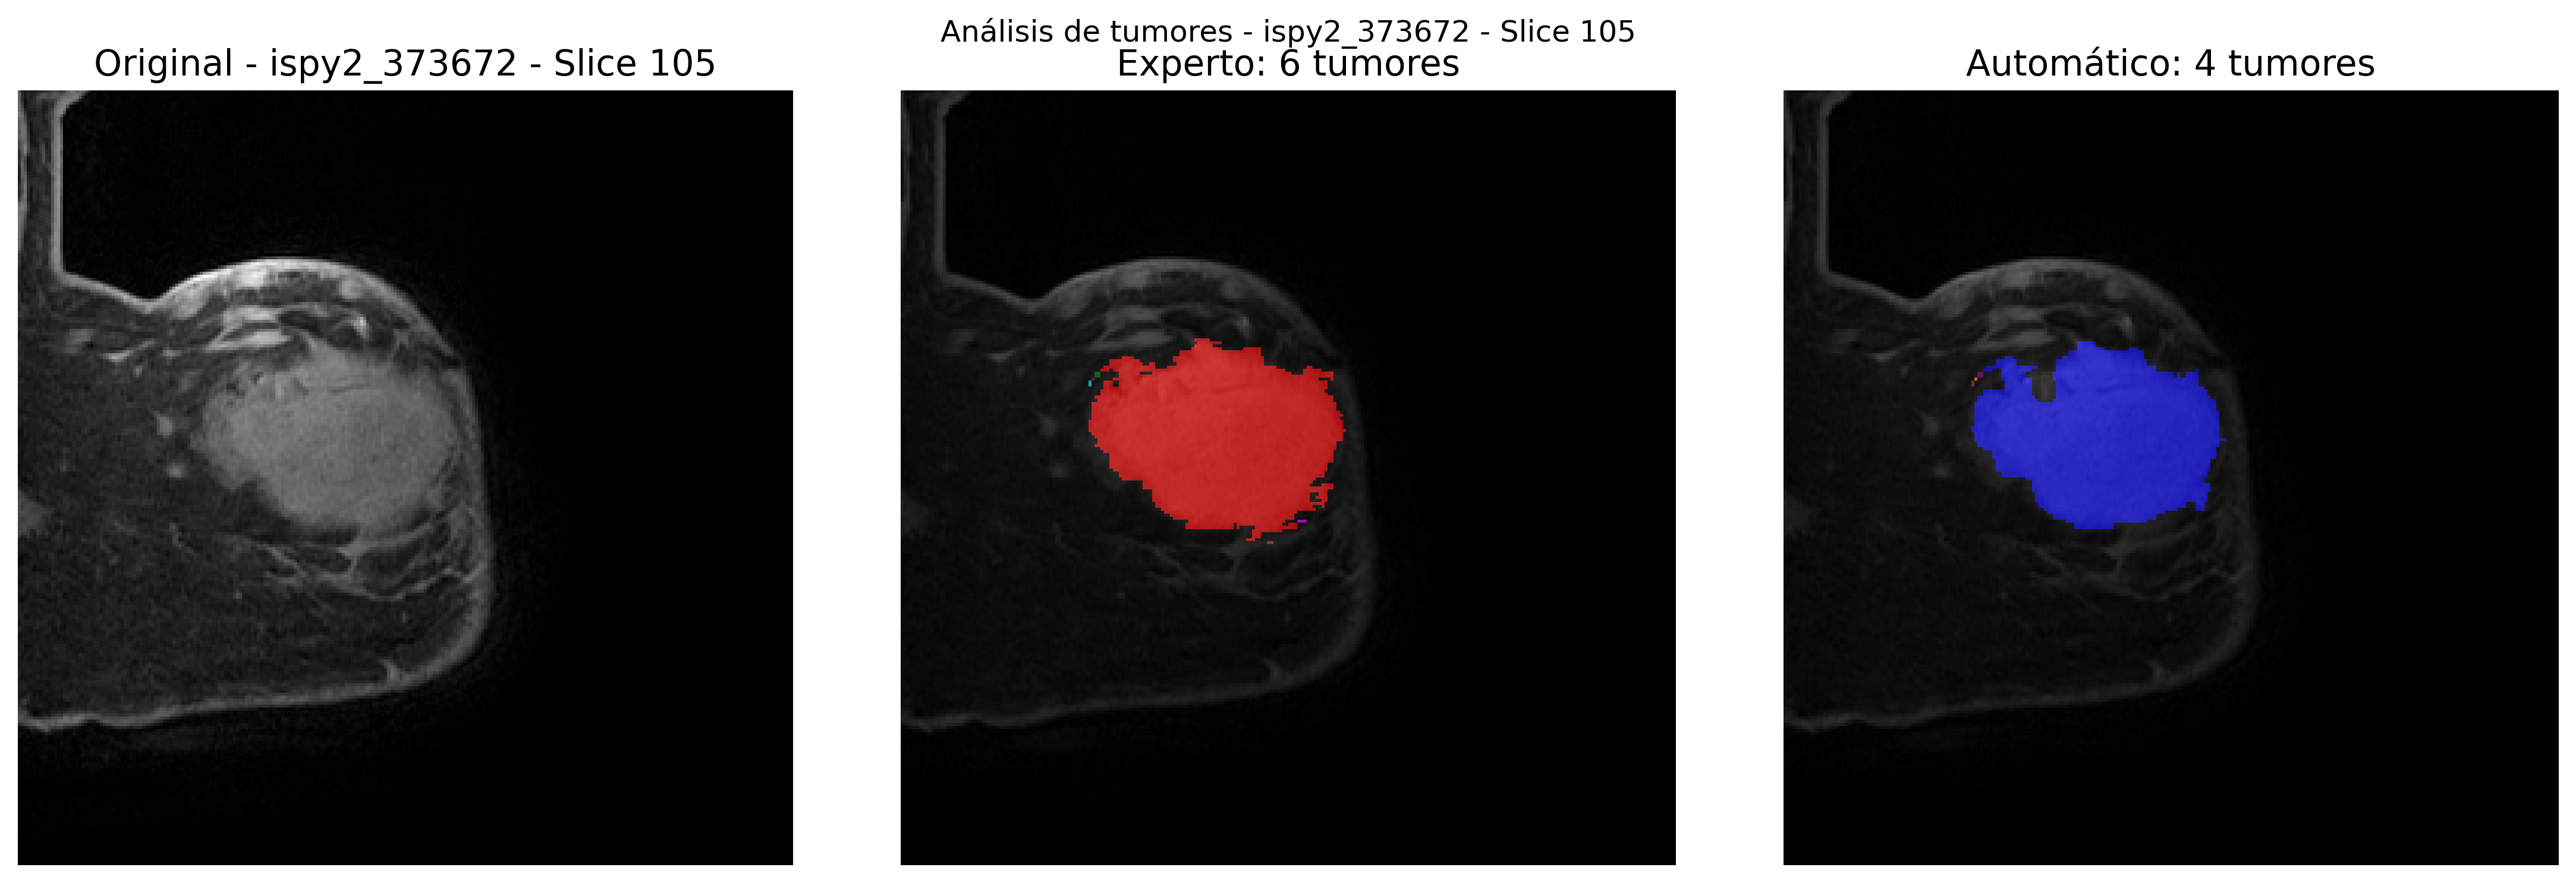 Análisis de tumores - ispy2_373672 - Slice 105
Original - ispy2_373672 - Slice 105
Experto: 6 tumores
Automático: 4 tumores